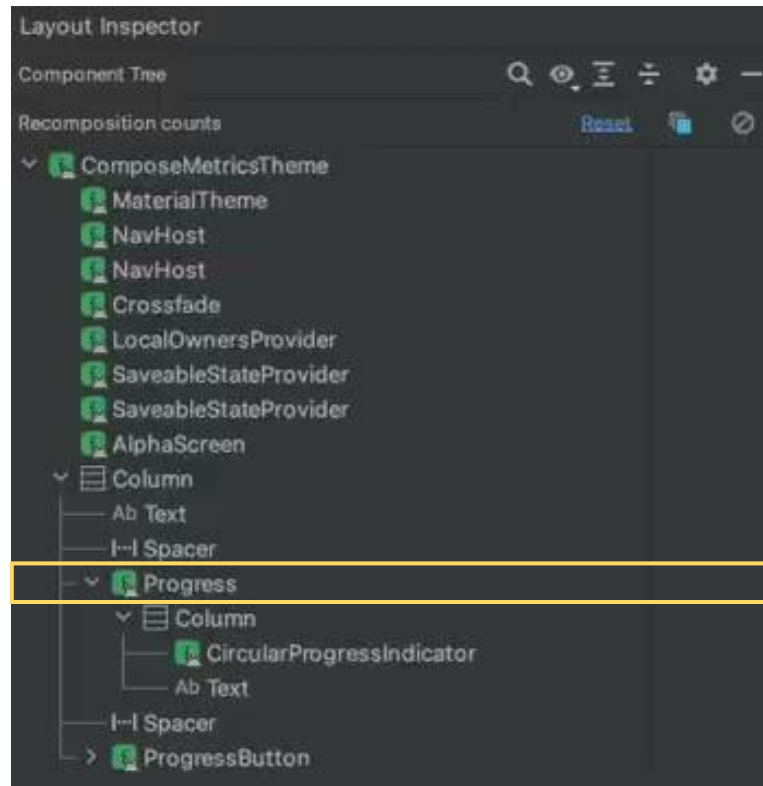 Layout Inspector
Component Tree
Recomposition counts Reset
ComposeMetricsTheme
MaterialTheme
NavHost
NavHost
Crossfade
LocalOwnersProvider
SaveableStateProvider
SaveableStateProvider
AlphaScreen
Column
Ab Text
Spacer
Progress
Column
CircularProgressIndicator
Ab Text
Spacer
ProgressButton